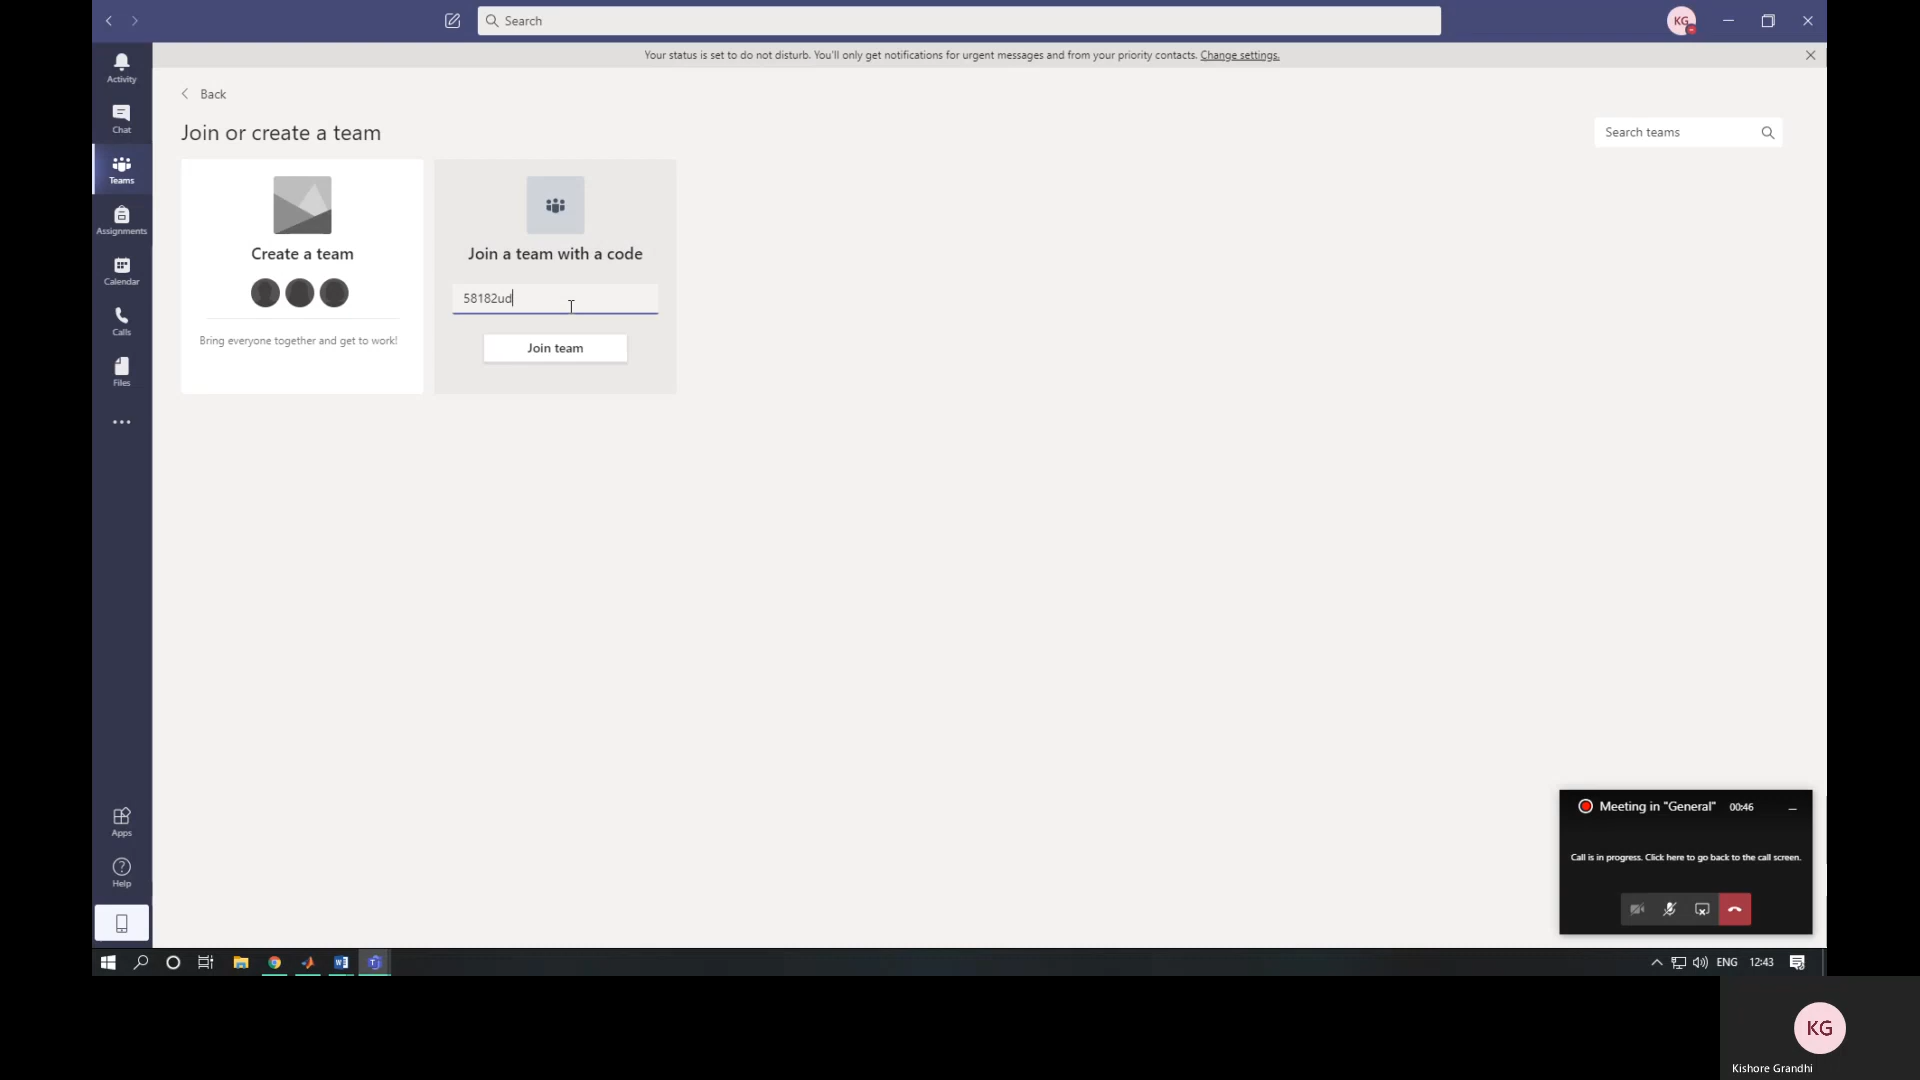 Search
KG
Your status is set to do not disturb. You'll only get notifications for urgent messages and from your priority contacts. Change settings.
Activity
Chat
Teams
Assignments
Calendar
Calls
Files
Apps
Help
Back
Join or create a team
Search teams
Create a team
Bring everyone together and get to work!
Join a team with a code
58182ud
Join team
Meeting in "General" 00:46
Call is in progress. Click here to go back to the call screen.
ENG 12:43
KG
Kishore Grandhi